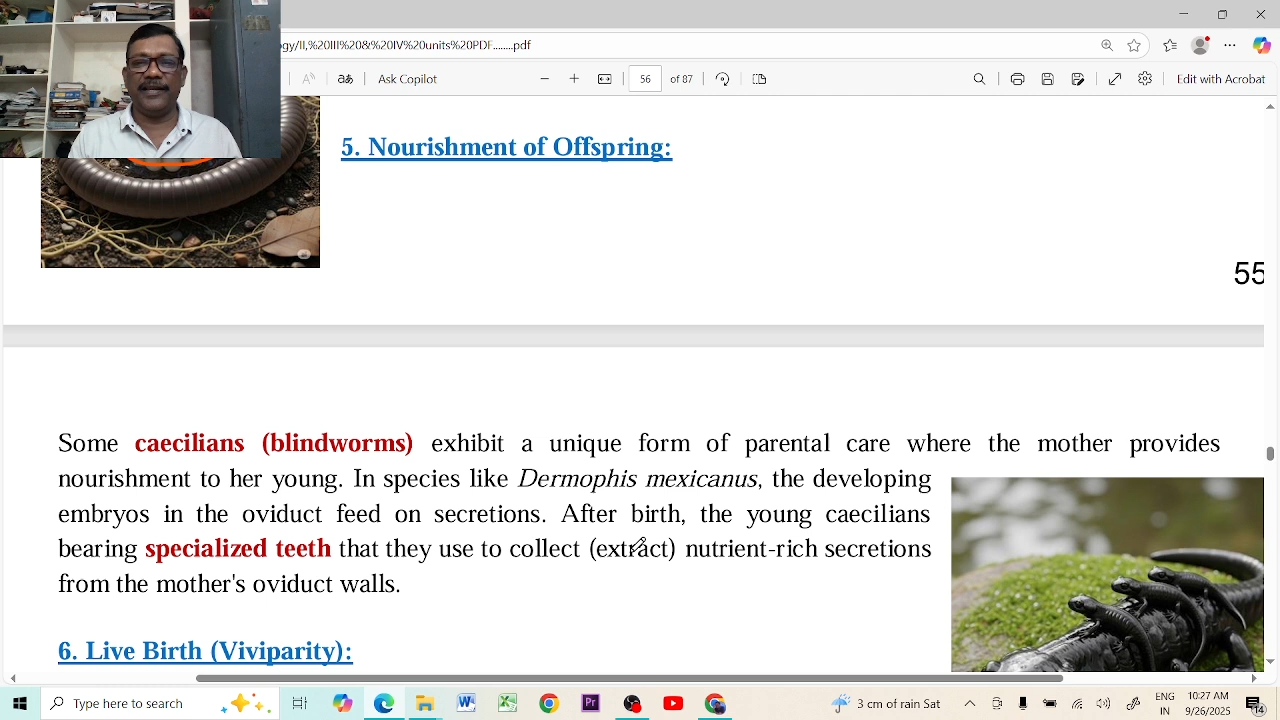 gy/II,%20III%20&%20IV%20units%20PDF.......pdf
Ask Copilot
56 of 87
Edit with Acrobat
5. Nourishment of Offspring:
55
Some caecilians (blindworms) exhibit a unique form of parental care where the mother provides
nourishment to her young. In species like Dermophis mexicanus, the developing
embryos in the oviduct feed on secretions. After birth, the young caecilians
bearing specialized teeth that they use to collect (extract) nutrient-rich secretions
from the mother's oviduct walls.
6. Live Birth (Viviparity):
Type here to search
3 cm of rain Sat
EN
IN
10:27 AM
9/26/2025
14